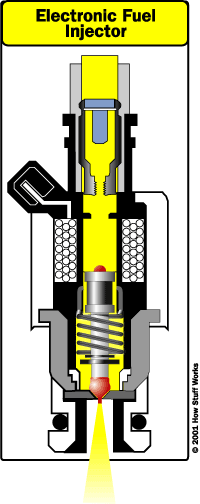 Electronic Fuel
Injector
© 2001 How Stuff Works